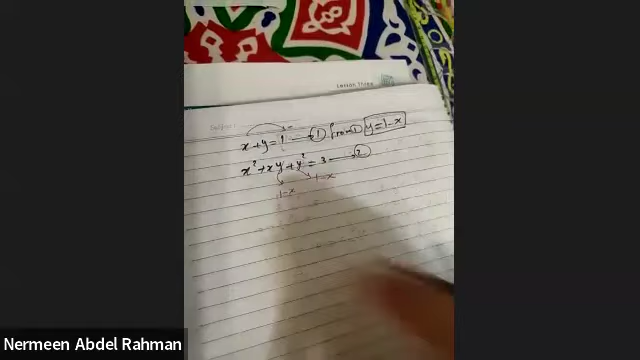 Lesson Three
x+y=1 → ① from ① y=1-x
x²+xy+y²=3 → ②
1-x
1-x
Nermeen Abdel Rahman